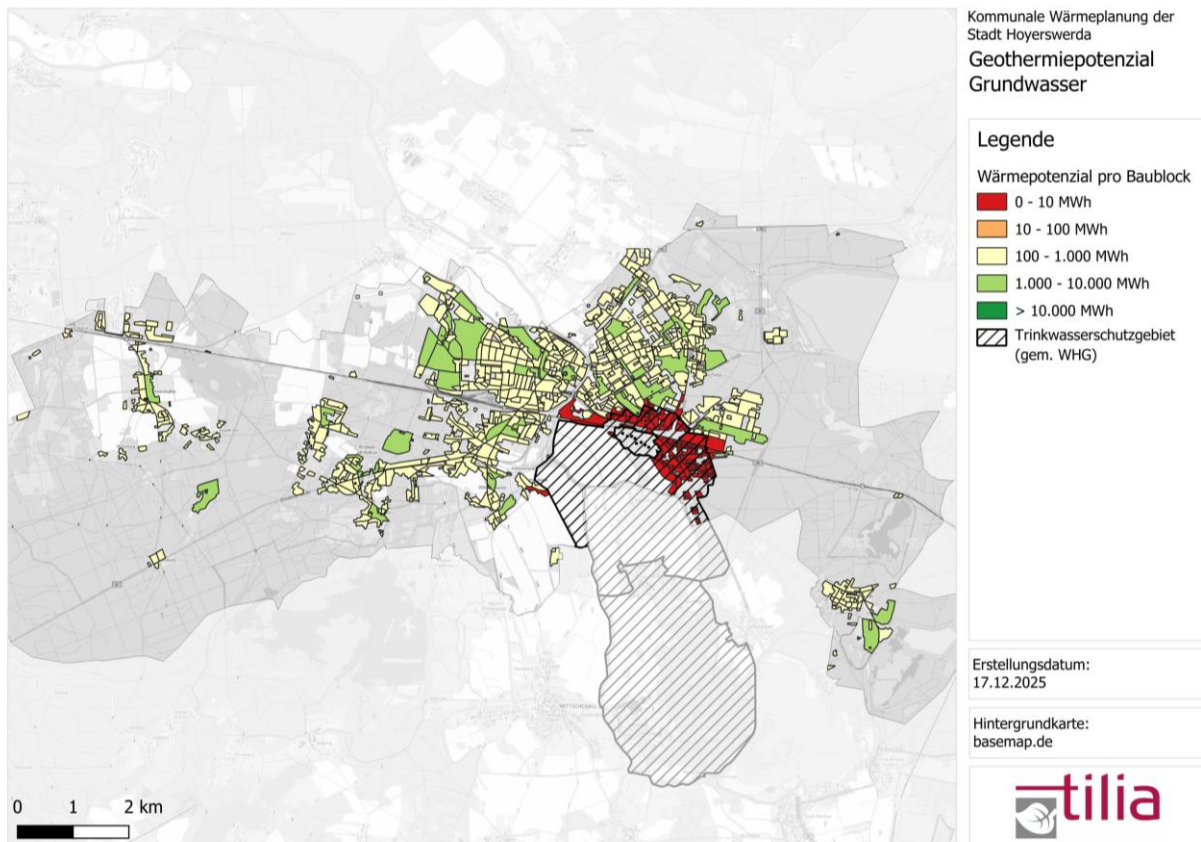 Kommunale Wärmeplanung der
Stadt Hoyerswerda
Geothermiepotenzial
Grundwasser
Legende
Wärmepotenzial pro Baublock
0 - 10 MWh
10 - 100 MWh
100 - 1.000 MWh
1.000 - 10.000 MWh
> 10.000 MWh
Trinkwasserschutzgebiet
(gem. WHG)
Erstellungsdatum:
17.12.2025
Hintergrundkarte:
basemap.de
tilia
0 1 2 km